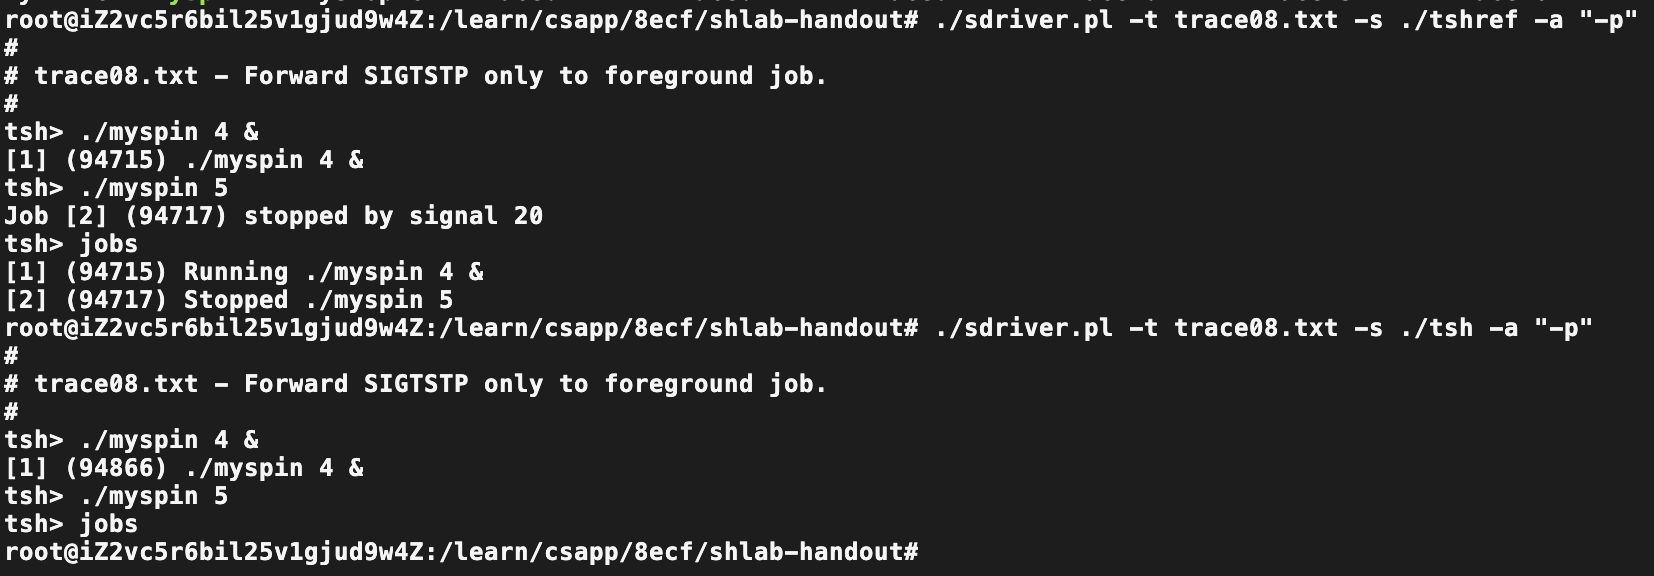 root@iZ2vc5r6bil25v1gjud9w4Z:/learn/csapp/8ecf/shlab-handout# ./sdriver.pl -t trace08.txt -s ./tshref -a "-p"
#
# trace08.txt - Forward SIGTSTP only to foreground job.
#
tsh> ./myspin 4 &
[1] (94715) ./myspin 4 &
tsh> ./myspin 5
Job [2] (94717) stopped by signal 20
tsh> jobs
[1] (94715) Running ./myspin 4 &
[2] (94717) Stopped ./myspin 5
root@iZ2vc5r6bil25v1gjud9w4Z:/learn/csapp/8ecf/shlab-handout# ./sdriver.pl -t trace08.txt -s ./tsh -a "-p"
#
# trace08.txt - Forward SIGTSTP only to foreground job.
#
tsh> ./myspin 4 &
[1] (94866) ./myspin 4 &
tsh> ./myspin 5
tsh> jobs
root@iZ2vc5r6bil25v1gjud9w4Z:/learn/csapp/8ecf/shlab-handout#